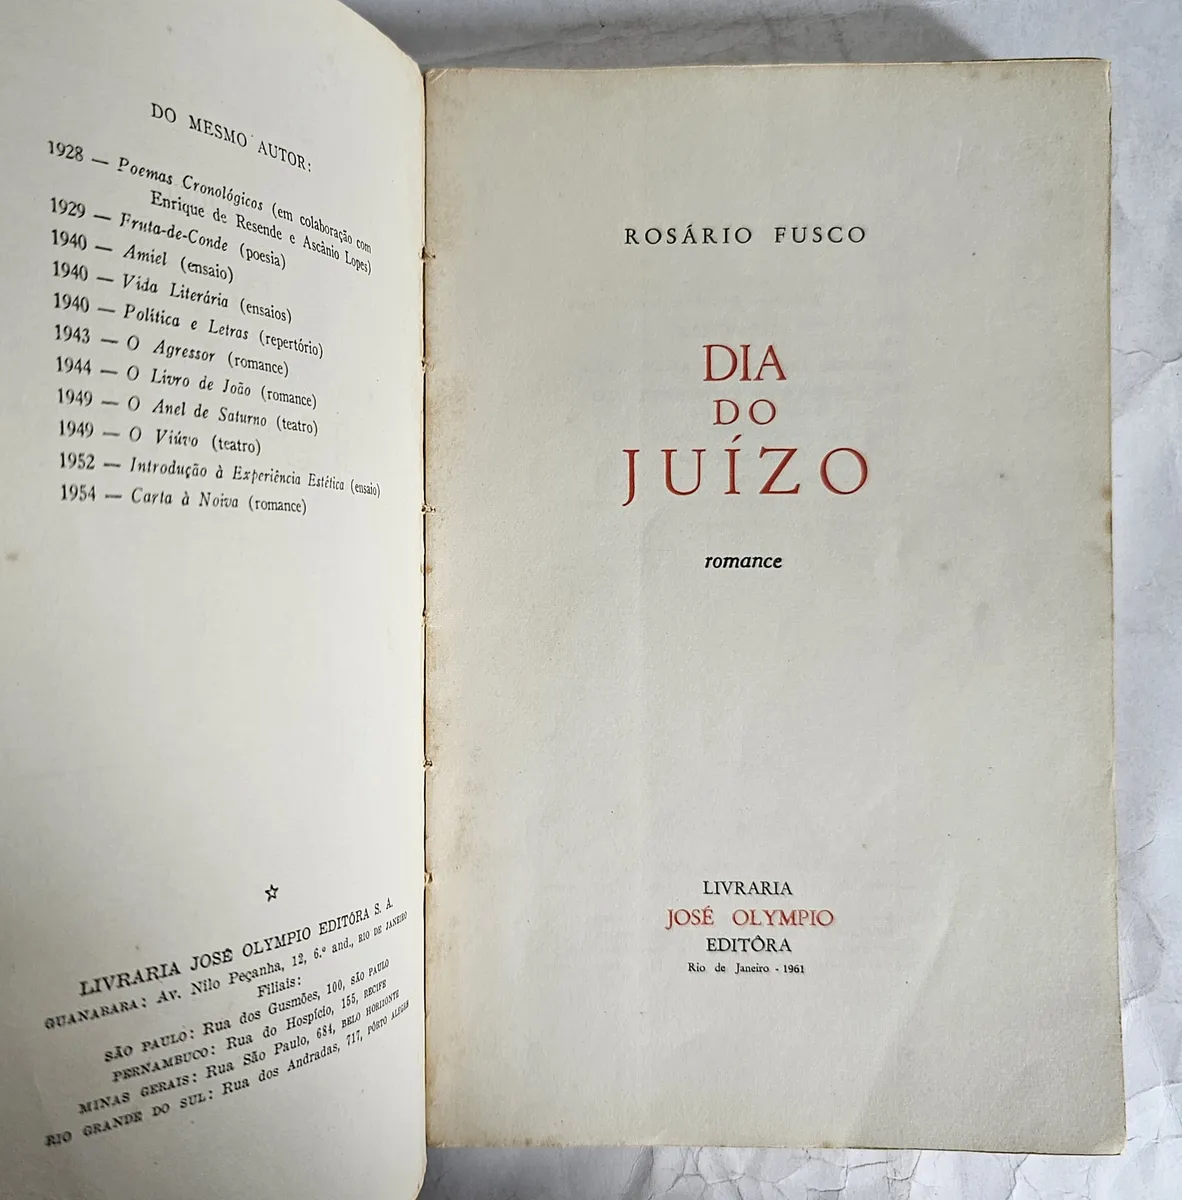 DO MESMO AUTOR:
1928 — Poemas Cronológicos (em colaboração com
Enrique de Resende e Ascânio Lopes)
1929 — Fruta-de-Conde (poesia)
1940 — Amiel (ensaio)
1940 — Vida Literária (ensaios)
1940 — Política e Letras (repertório)
1943 — O Agressor (romance)
1944 — O Livro de João (romance)
1949 — O Anel de Saturno (teatro)
1949 — O Viúvo (teatro)
1952 — Introdução à Experiência Estética (ensaio)
1954 — Carta à Noiva (romance)
LIVRARIA JOSÉ OLYMPIO EDITÔRA S. A.
GUANABARA: Av. Nilo Peçanha, 12, 6.º and., RIO DE JANEIRO
Filiais:
SÃO PAULO: Rua dos Gusmões, 100, SÃO PAULO
PERNAMBUCO: Rua do Hospício, 155, RECIFE
MINAS GERAIS: Rua São Paulo, 684, BELO HORIZONTE
RIO GRANDE DO SUL: Rua dos Andradas, 717, PÔRTO ALEGRE
ROSÁRIO FUSCO
DIA
DO
JUÍZO
romance
LIVRARIA
JOSÉ OLYMPIO
EDITÔRA
Rio de Janeiro - 1961